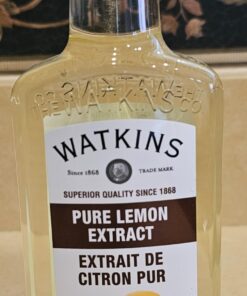 WATKINS
Since 1868 TRADE MARK
SUPERIOR QUALITY SINCE 1868
PURE LEMON
EXTRACT
EXTRAIT DE
CITRON PUR